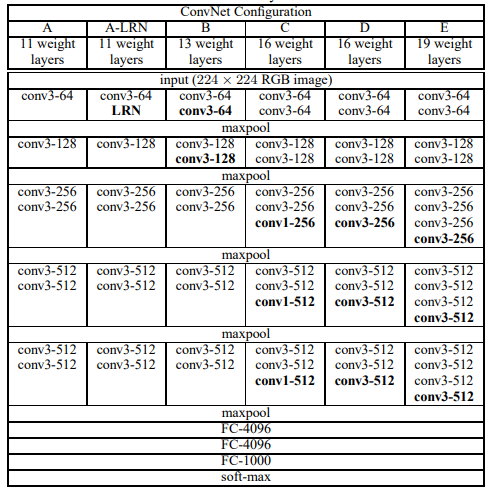 ConvNet Configuration
A A-LRN B C D E
11 weight layers 11 weight layers 13 weight layers 16 weight layers 16 weight layers 19 weight layers
input (224 × 224 RGB image)
conv3-64 conv3-64 conv3-64 conv3-64 conv3-64 conv3-64
LRN conv3-64 conv3-64 conv3-64 conv3-64
maxpool
conv3-128 conv3-128 conv3-128 conv3-128 conv3-128 conv3-128
conv3-128 conv3-128 conv3-128 conv3-128
maxpool
conv3-256 conv3-256 conv3-256 conv3-256 conv3-256 conv3-256
conv3-256 conv3-256 conv3-256 conv3-256 conv3-256 conv3-256
conv1-256 conv3-256 conv3-256
conv3-256
maxpool
conv3-512 conv3-512 conv3-512 conv3-512 conv3-512 conv3-512
conv3-512 conv3-512 conv3-512 conv3-512 conv3-512 conv3-512
conv1-512 conv3-512 conv3-512
conv3-512
maxpool
conv3-512 conv3-512 conv3-512 conv3-512 conv3-512 conv3-512
conv3-512 conv3-512 conv3-512 conv3-512 conv3-512 conv3-512
conv1-512 conv3-512 conv3-512
conv3-512
maxpool
FC-4096
FC-4096
FC-1000
soft-max